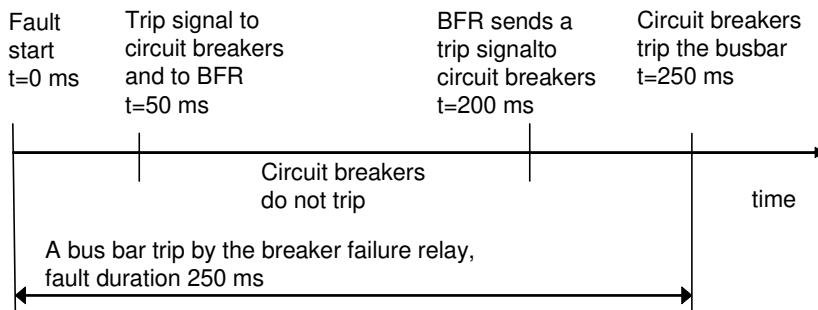 Fault
start
t=0 ms
Trip signal to
circuit breakers
and to BFR
t=50 ms
BFR sends a
trip signalto
circuit breakers
t=200 ms
Circuit breakers
trip the busbar
t=250 ms
Circuit breakers
do not trip
time
A bus bar trip by the breaker failure relay,
fault duration 250 ms